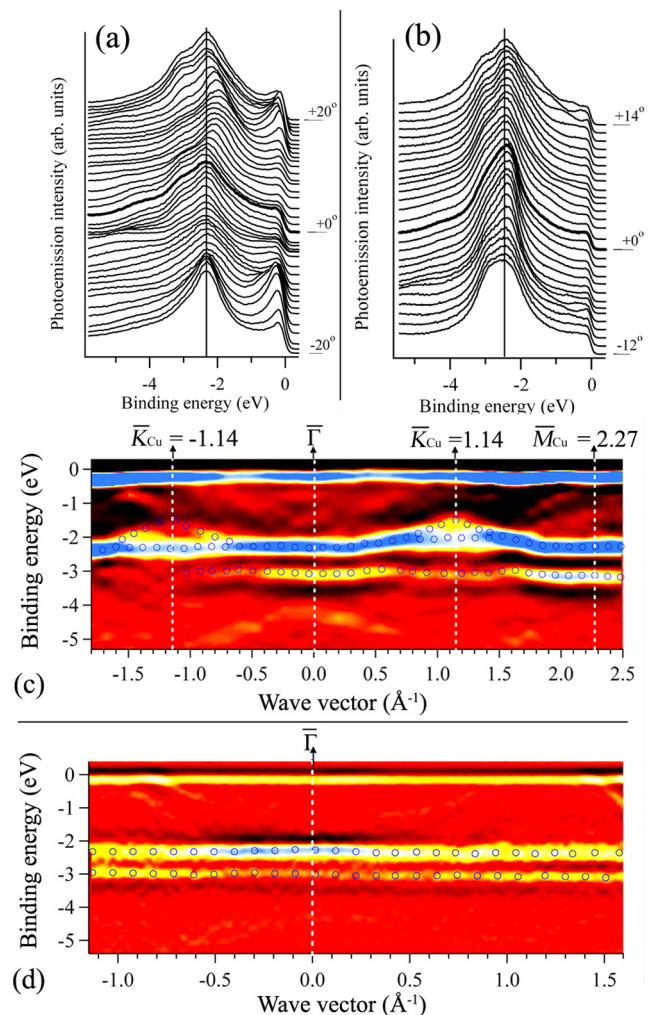 (a)
(b)
Photoemission intensity (arb. units)
+20°
+0°
-20°
-4 -2 0
Binding energy (eV)
Photoemission intensity (arb. units)
+14°
+0°
-12°
-4 -2 0
Binding energy (eV)
K̅Cu = -1.14 Γ̅ K̅Cu = 1.14 M̅Cu = 2.27
Binding energy (eV)
0
-1
-2
-3
-4
-5
-1.5 -1.0 -0.5 0.0 0.5 1.0 1.5 2.0 2.5
(c)
Wave vector (Å-1)
Γ̅
Binding energy (eV)
0
-1
-2
-3
-4
-5
-1.0 -0.5 0.0 0.5 1.0 1.5
(d)
Wave vector (Å-1)